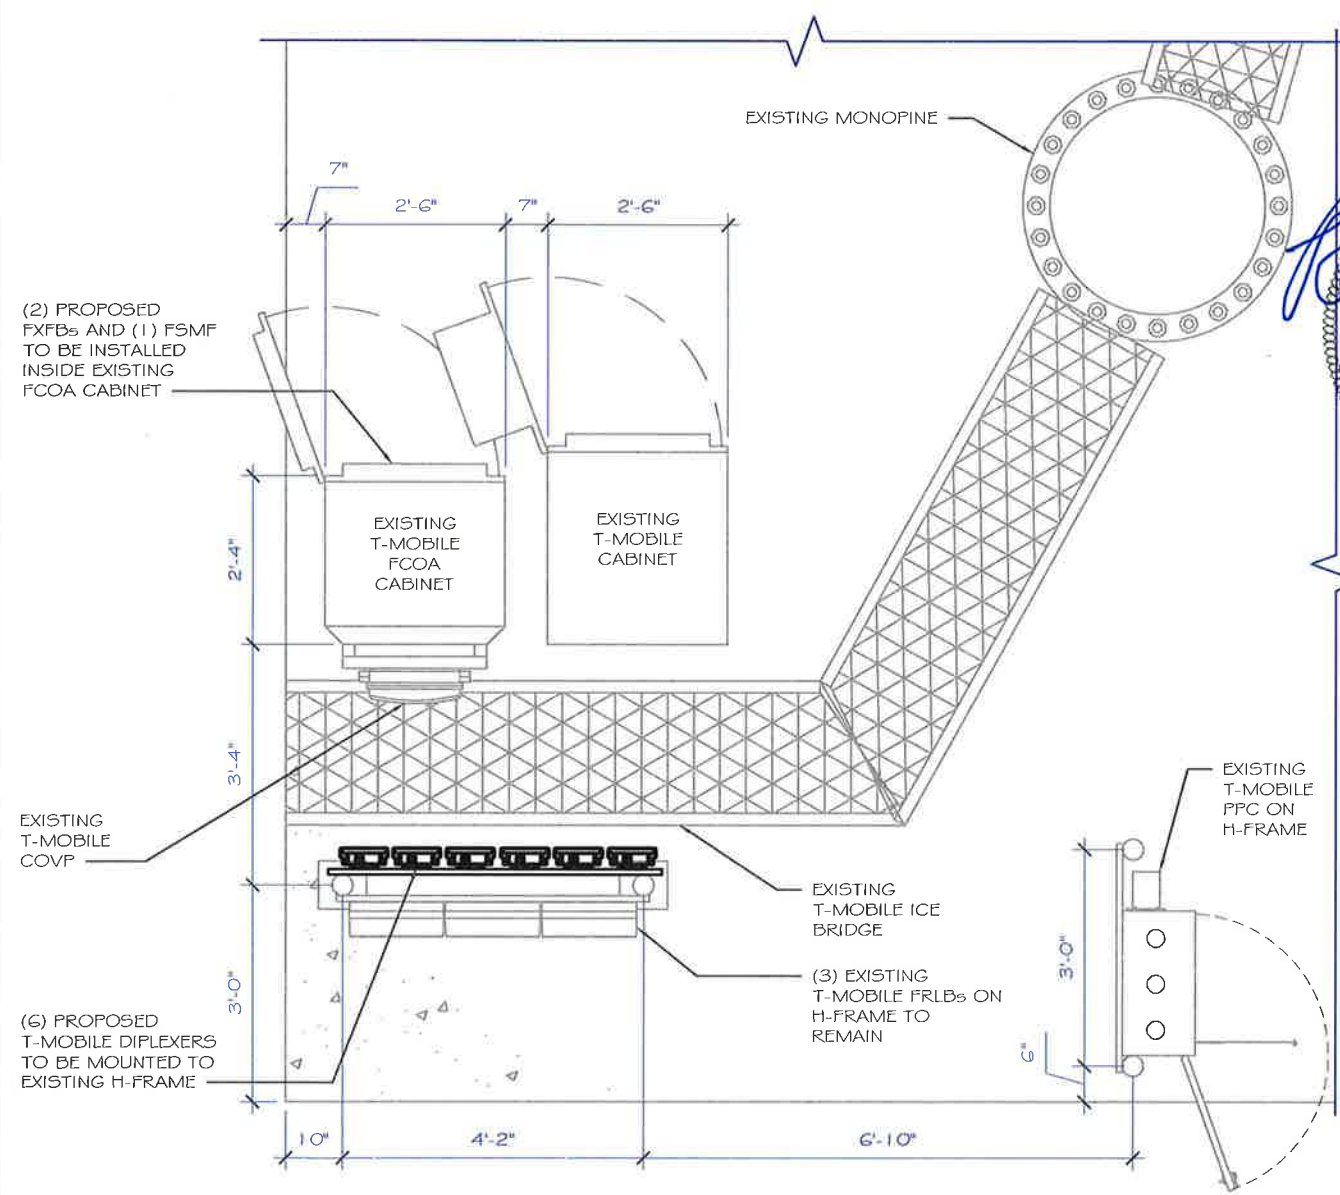 EXISTING MONOPINE
7"
2'-6"
7"
2'-6"
(2) PROPOSED
FXFBs AND (1) FSMF
TO BE INSTALLED
INSIDE EXISTING
FCOA CABINET
EXISTING
T-MOBILE
FCOA
CABINET
EXISTING
T-MOBILE
CABINET
2'-4"
3'-4"
3'-0"
EXISTING
T-MOBILE
COVP
EXISTING
T-MOBILE
PPC ON
H-FRAME
EXISTING
T-MOBILE ICE
BRIDGE
(3) EXISTING
T-MOBILE FRLBs ON
H-FRAME TO
REMAIN
3'-0"
6"
(6) PROPOSED
T-MOBILE DIPLEXERS
TO BE MOUNTED TO
EXISTING H-FRAME
10"
4'-2"
6'-10"